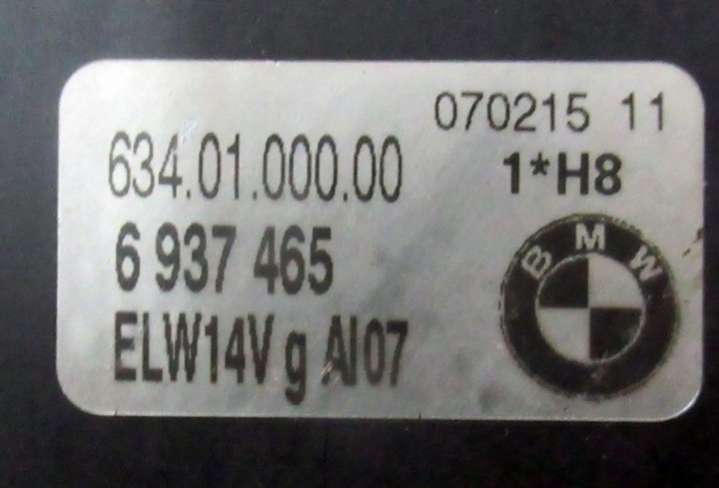 070215 11
634.01.000.00
1*H8
6 937 465
BMW
ELW14V g AI07